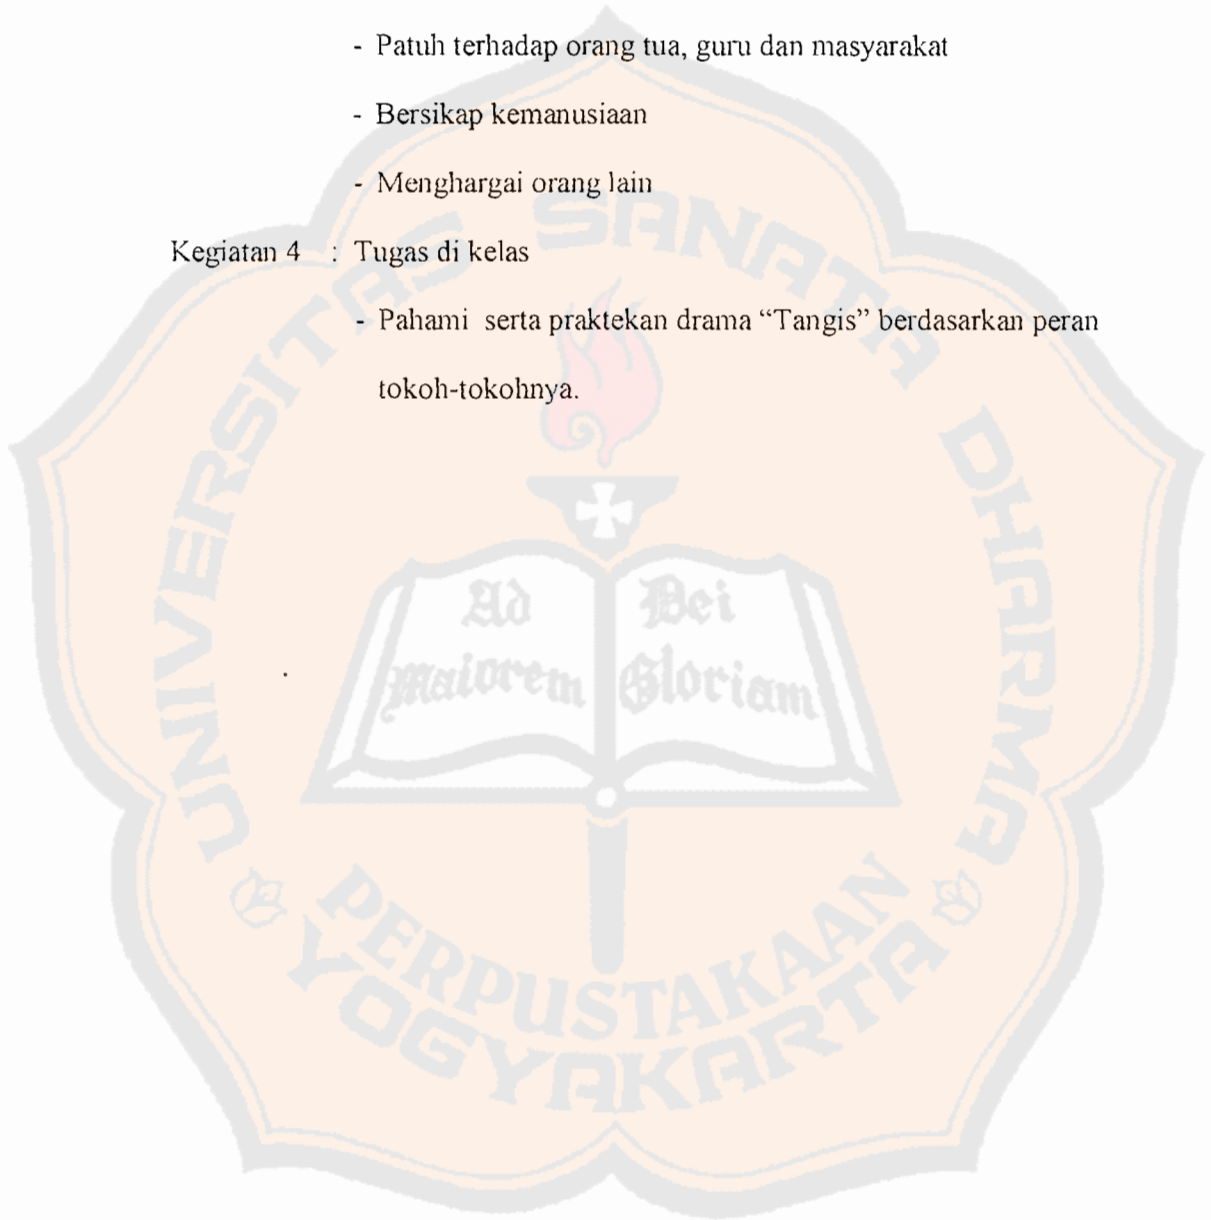 - Patuh terhadap orang tua, guru dan masyarakat
- Bersikap kemanusiaan
- Menghargai orang lain
Kegiatan 4 : Tugas di kelas
- Pahami serta praktekan drama “Tangis” berdasarkan peran
tokoh-tokohnya.
UNIVERSITAS SANATA DHARMA
Ad Dei
maiorem Gloriam
PERPUSTAKAAN
YOGYAKARTA